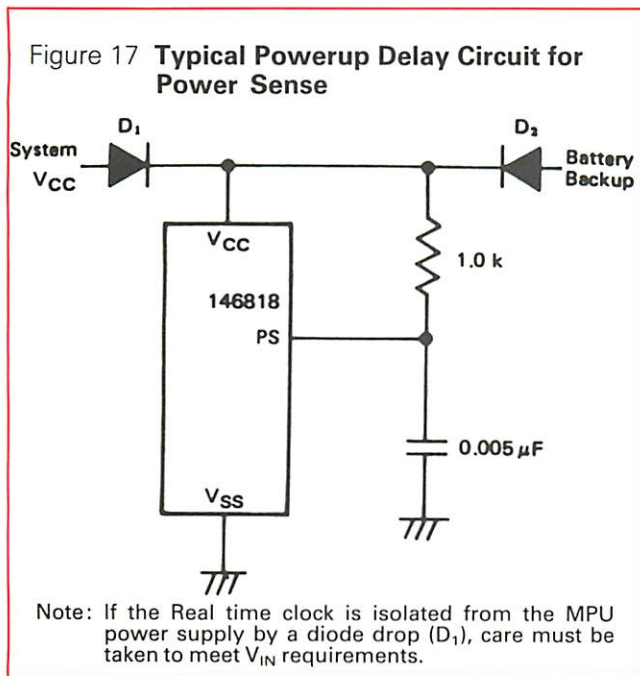 Figure 17 Typical Powerup Delay Circuit for
Power Sense
D₁
D₂
System
VCC
Battery
Backup
VCC
1.0 k
146818
PS
0.005 μF
VSS
Note: If the Real time clock is isolated from the MPU
power supply by a diode drop (D₁), care must be
taken to meet VIN requirements.